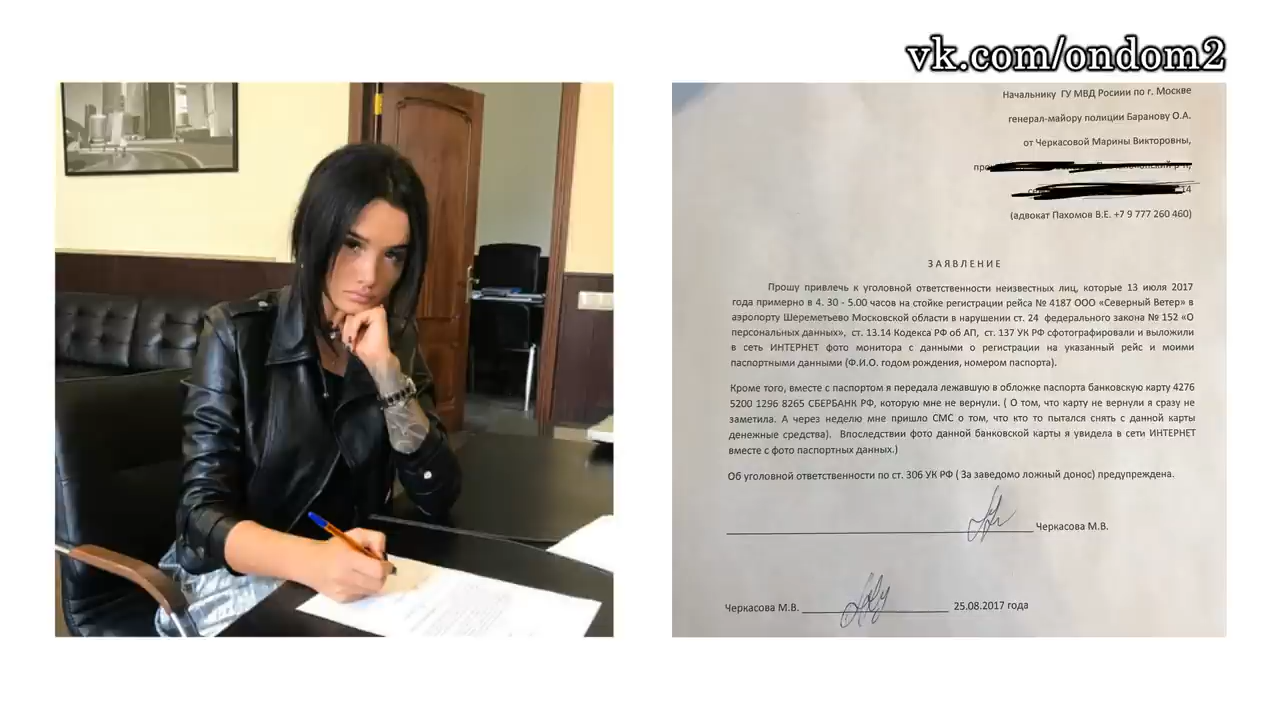 vk.com/ondom2
Начальнику ГУ МВД Росиии по г. Москве
генерал-майору полиции Баранову О.А.
от Черкасовой Марины Викторовны,
14
(адвокат Пахомов В.Е. +7 9 777 260 460)
З А Я В Л Е Н И Е
Прошу привлечь к уголовной ответственности неизвестных лиц, которые 13 июля 2017
года примерно в 4. 30 - 5.00 часов на стойке регистрации рейса № 4187 ООО «Северный Ветер» в
аэропорту Шереметьево Московской области в нарушении ст. 24 федерального закона № 152 «О
персональных данных», ст. 13.14 Кодекса РФ об АП, ст. 137 УК РФ сфотографировали и выложили
в сеть ИНТЕРНЕТ фото монитора с данными о регистрации на указанный рейс и моими
паспортными данными (Ф.И.О. годом рождения, номером паспорта).
Кроме того, вместе с паспортом я передала лежавшую в обложке паспорта банковскую карту 4276
5200 1296 8265 СБЕРБАНК РФ, которую мне не вернули. ( О том, что карту не вернули я сразу не
заметила. А через неделю мне пришло СМС о том, что кто то пытался снять с данной карты
денежные средства). Впоследствии фото данной банковской карты я увидела в сети ИНТЕРНЕТ
вместе с фото паспортных данных.)
Об уголовной ответственности по ст. 306 УК РФ ( За заведомо ложный донос) предупреждена.
Черкасова М.В.
Черкасова М.В. 25.08.2017 года